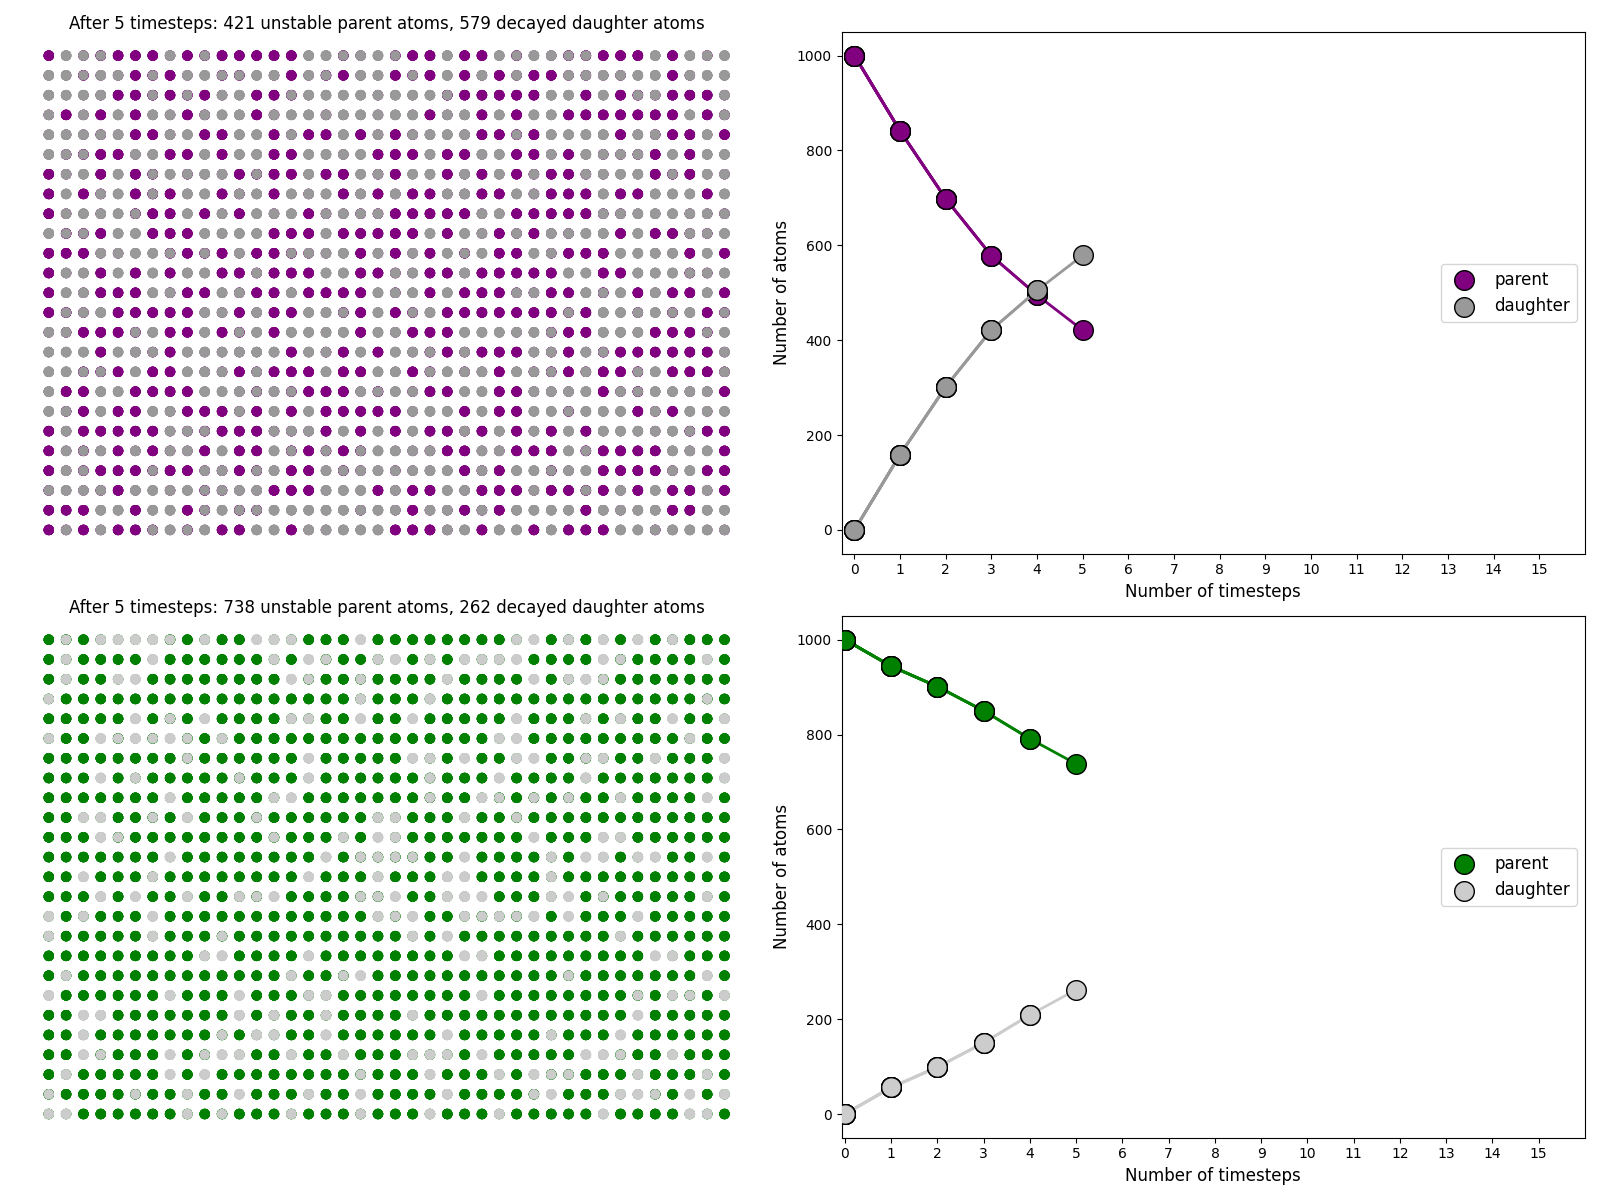 After 5 timesteps: 421 unstable parent atoms, 579 decayed daughter atoms
1000
800
600
400
200
0
Number of atoms
parent
daughter
0 1 2 3 4 5 6 7 8 9 10 11 12 13 14 15
Number of timesteps
After 5 timesteps: 738 unstable parent atoms, 262 decayed daughter atoms
1000
800
600
400
200
0
Number of atoms
parent
daughter
0 1 2 3 4 5 6 7 8 9 10 11 12 13 14 15
Number of timesteps